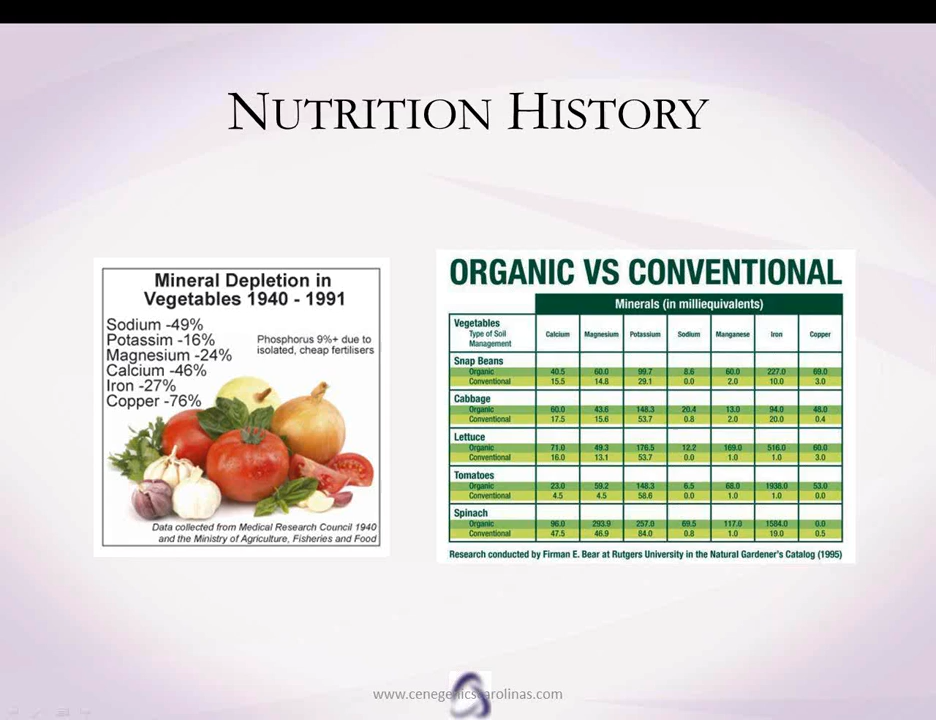 NUTRITION HISTORY
Mineral Depletion in
Vegetables 1940 - 1991
Sodium -49%
Potassim -16%
Magnesium -24%
Calcium -46%
Iron -27%
Copper -76%
Phosphorus 9%+ due to
isolated, cheap fertilisers
Data collected from Medical Research Council 1940
and the Ministry of Agriculture, Fisheries and Food
ORGANIC VS CONVENTIONAL
Minerals (in milliequivalents)
Vegetables
Type of Soil
Management
Calcium Magnesium Potassium Sodium Manganese Iron Copper
Snap Beans
Organic 40.5 60.0 99.7 8.6 60.0 227.0 69.0
Conventional 15.5 14.8 29.1 0.0 2.0 10.0 3.0
Cabbage
Organic 60.0 43.6 148.3 20.4 13.0 94.0 48.0
Conventional 17.5 15.6 53.7 0.8 2.0 20.0 0.4
Lettuce
Organic 71.0 49.3 176.5 12.2 169.0 516.0 60.0
Conventional 16.0 13.1 53.7 0.0 1.0 1.0 3.0
Tomatoes
Organic 23.0 59.2 148.3 6.5 68.0 1938.0 53.0
Conventional 4.5 4.5 58.6 0.0 1.0 1.0 0.0
Spinach
Organic 96.0 293.9 257.0 69.5 117.0 1584.0 0.0
Conventional 47.5 46.9 84.0 0.8 1.0 19.0 0.5
Research conducted by Firman E. Bear at Rutgers University in the Natural Gardener's Catalog (1995)
www.cenegenicscarolinas.com